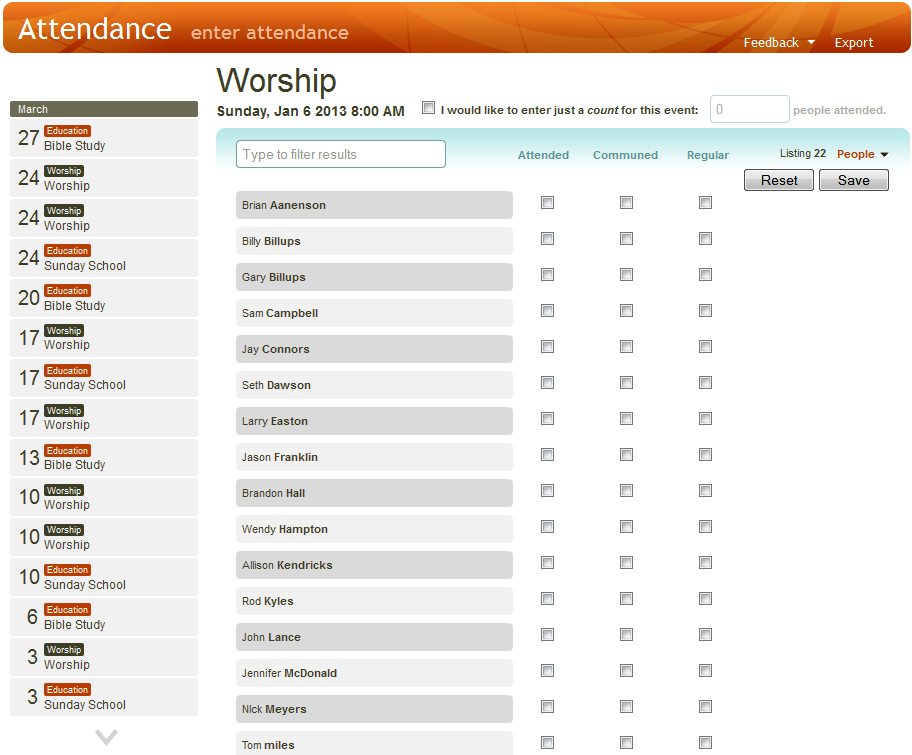 Attendance enter attendance
Feedback Export
Worship
Sunday, Jan 6 2013 8:00 AM
I would like to enter just a count for this event: 0 people attended.
March
27 Education
Bible Study
24 Worship
Worship
24 Worship
Worship
24 Education
Sunday School
20 Education
Bible Study
17 Worship
Worship
17 Education
Sunday School
17 Worship
Worship
13 Education
Bible Study
10 Worship
Worship
10 Worship
Worship
10 Education
Sunday School
6 Education
Bible Study
3 Worship
Worship
3 Education
Sunday School
Type to filter results Attended Communed Regular Listing 22 People
Reset Save
Brian Aanenson
Billy Billups
Gary Billups
Sam Campbell
Jay Connors
Seth Dawson
Larry Easton
Jason Franklin
Brandon Hall
Wendy Hampton
Allison Kendricks
Rod Kyles
John Lance
Jennifer McDonald
Nick Meyers
Tom miles